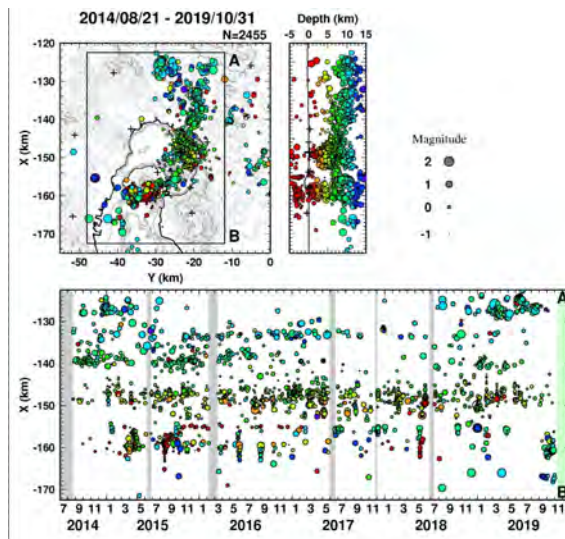 2014/08/21 - 2019/10/31
N=2455
Depth (km)
-5 0 5 10 15
-120
-130
-140
-150
-160
-170
X (km)
A
B
-50 -40 -30 -20 -10 0
Y (km)
Magnitude
2
1
0
-1
A
-130
-140
-150
-160
-170
X (km)
B
7 9 11 1 3 5 7 9 11 1 3 5 7 9 11 1 3 5 7 9 11 1 3 5 7 9 11 1 3 5 7 9 11
2014 2015 2016 2017 2018 2019